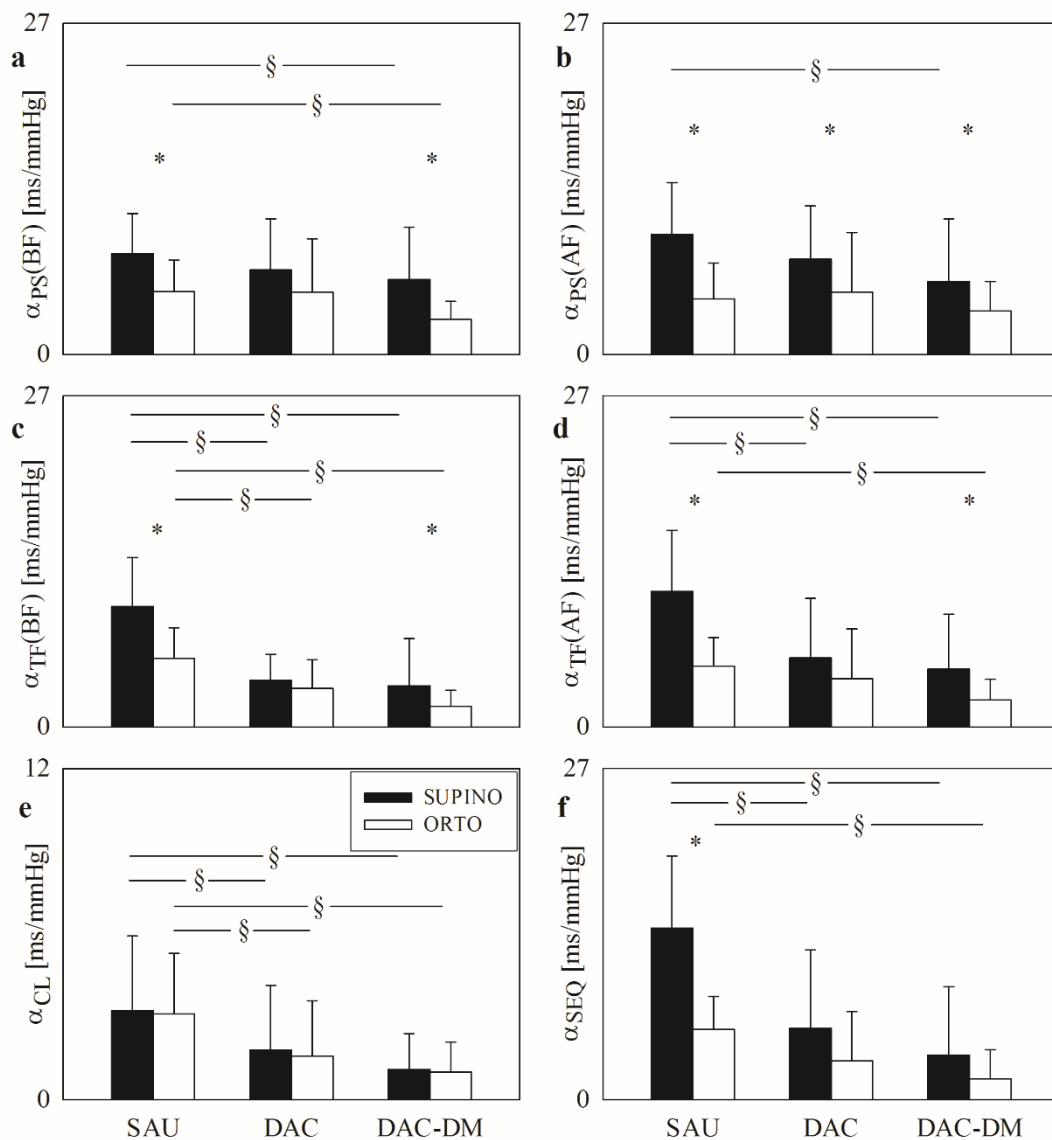 27
a
§
§
* *
αPS(BF) [ms/mmHg]
0
27
b
§
* * *
αPS(AF) [ms/mmHg]
0
27
c
§
§
§
§
* *
αTF(BF) [ms/mmHg]
0
27
d
§
§
§
* *
αTF(AF) [ms/mmHg]
0
12
e
SUPINO
ORTO
§
§
§
§
αCL [ms/mmHg]
0
SAU DAC DAC-DM
27
f
§
§
§
*
αSEQ [ms/mmHg]
0
SAU DAC DAC-DM